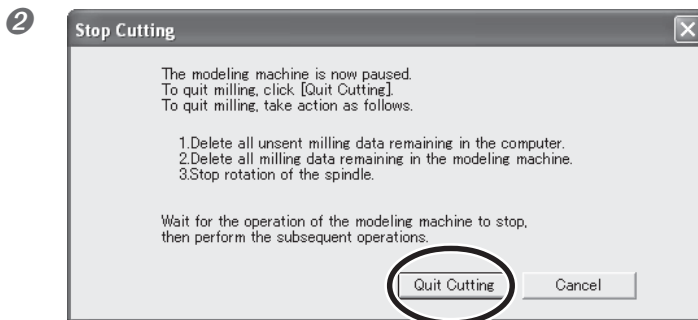 2
Stop Cutting
The modeling machine is now paused.
To quit milling, click [Quit Cutting].
To quit milling, take action as follows.
1.Delete all unsent milling data remaining in the computer.
2.Delete all milling data remaining in the modeling machine.
3.Stop rotation of the spindle.
Wait for the operation of the modeling machine to stop,
then perform the subsequent operations.
Quit Cutting Cancel